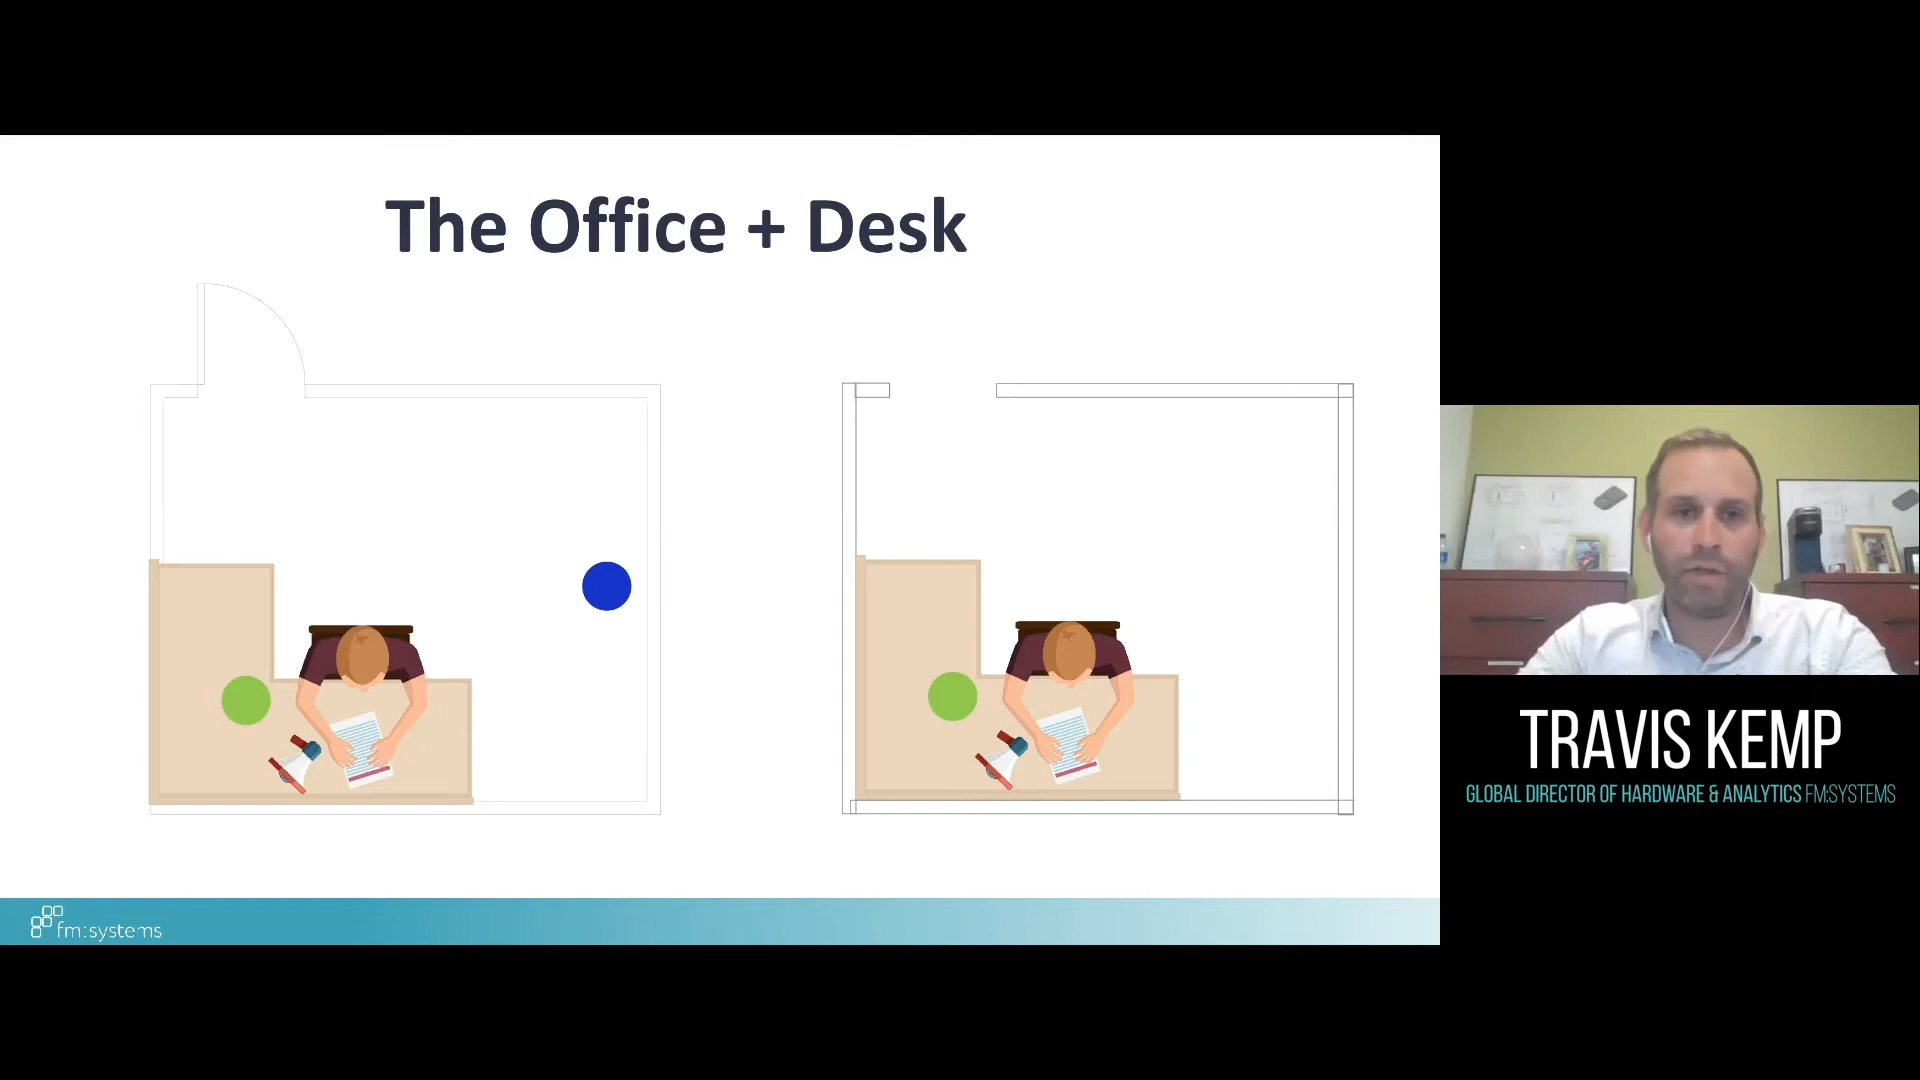 The Office + Desk
fm:systems
TRAVIS KEMP
GLOBAL DIRECTOR OF HARDWARE & ANALYTICS FM:SYSTEMS